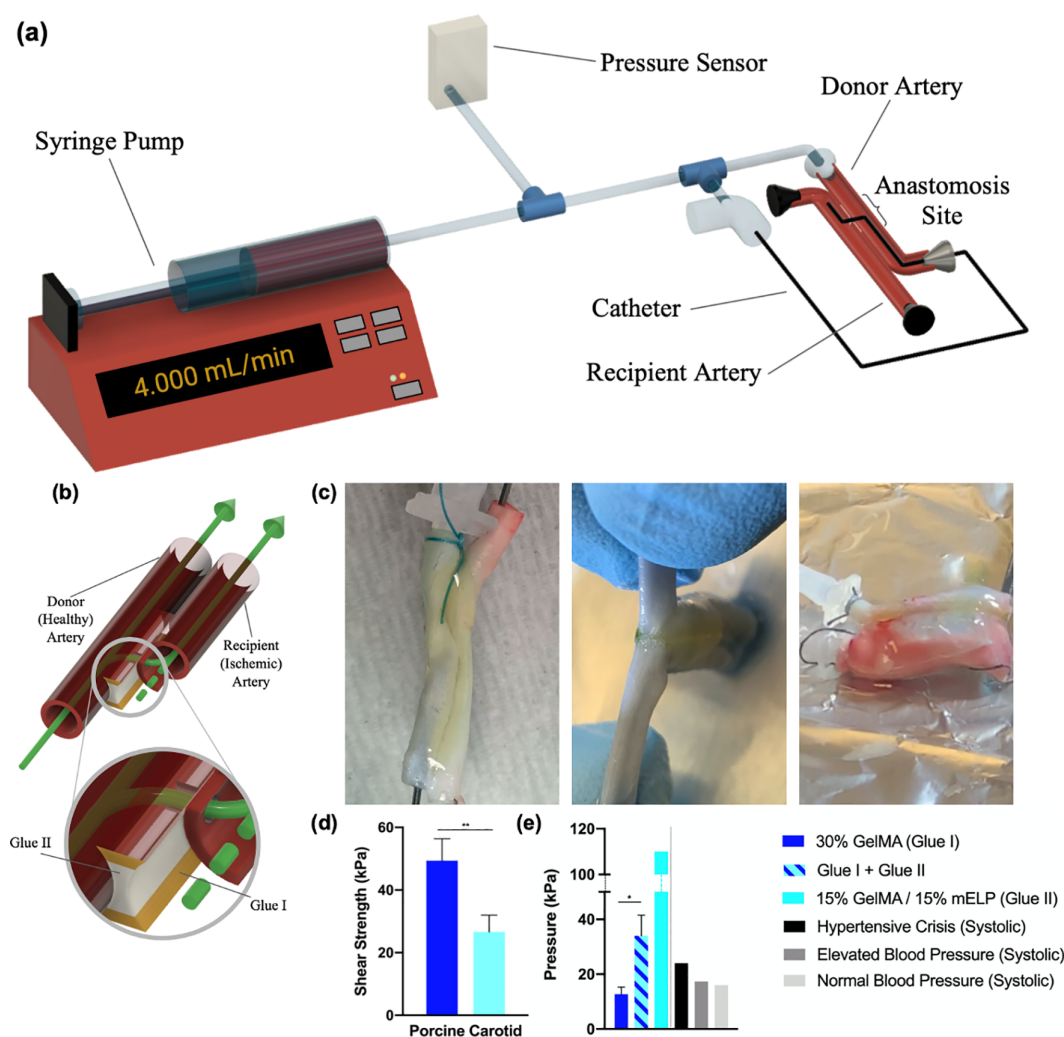 (a)
Pressure Sensor
Donor Artery
Syringe Pump
Anastomosis
Site
Catheter
Recipient Artery
4.000 mL/min
(b)
(c)
Donor
(Healthy)
Artery
Recipient
(Ischemic)
Artery
Glue II
Glue I
(d)
60
40
20
0
Shear Strength (kPa)
**
Porcine Carotid
(e)
120
100
80
40
20
0
Pressure (kPa)
*
30% GelMA (Glue I)
Glue I + Glue II
15% GelMA / 15% mELP (Glue II)
Hypertensive Crisis (Systolic)
Elevated Blood Pressure (Systolic)
Normal Blood Pressure (Systolic)